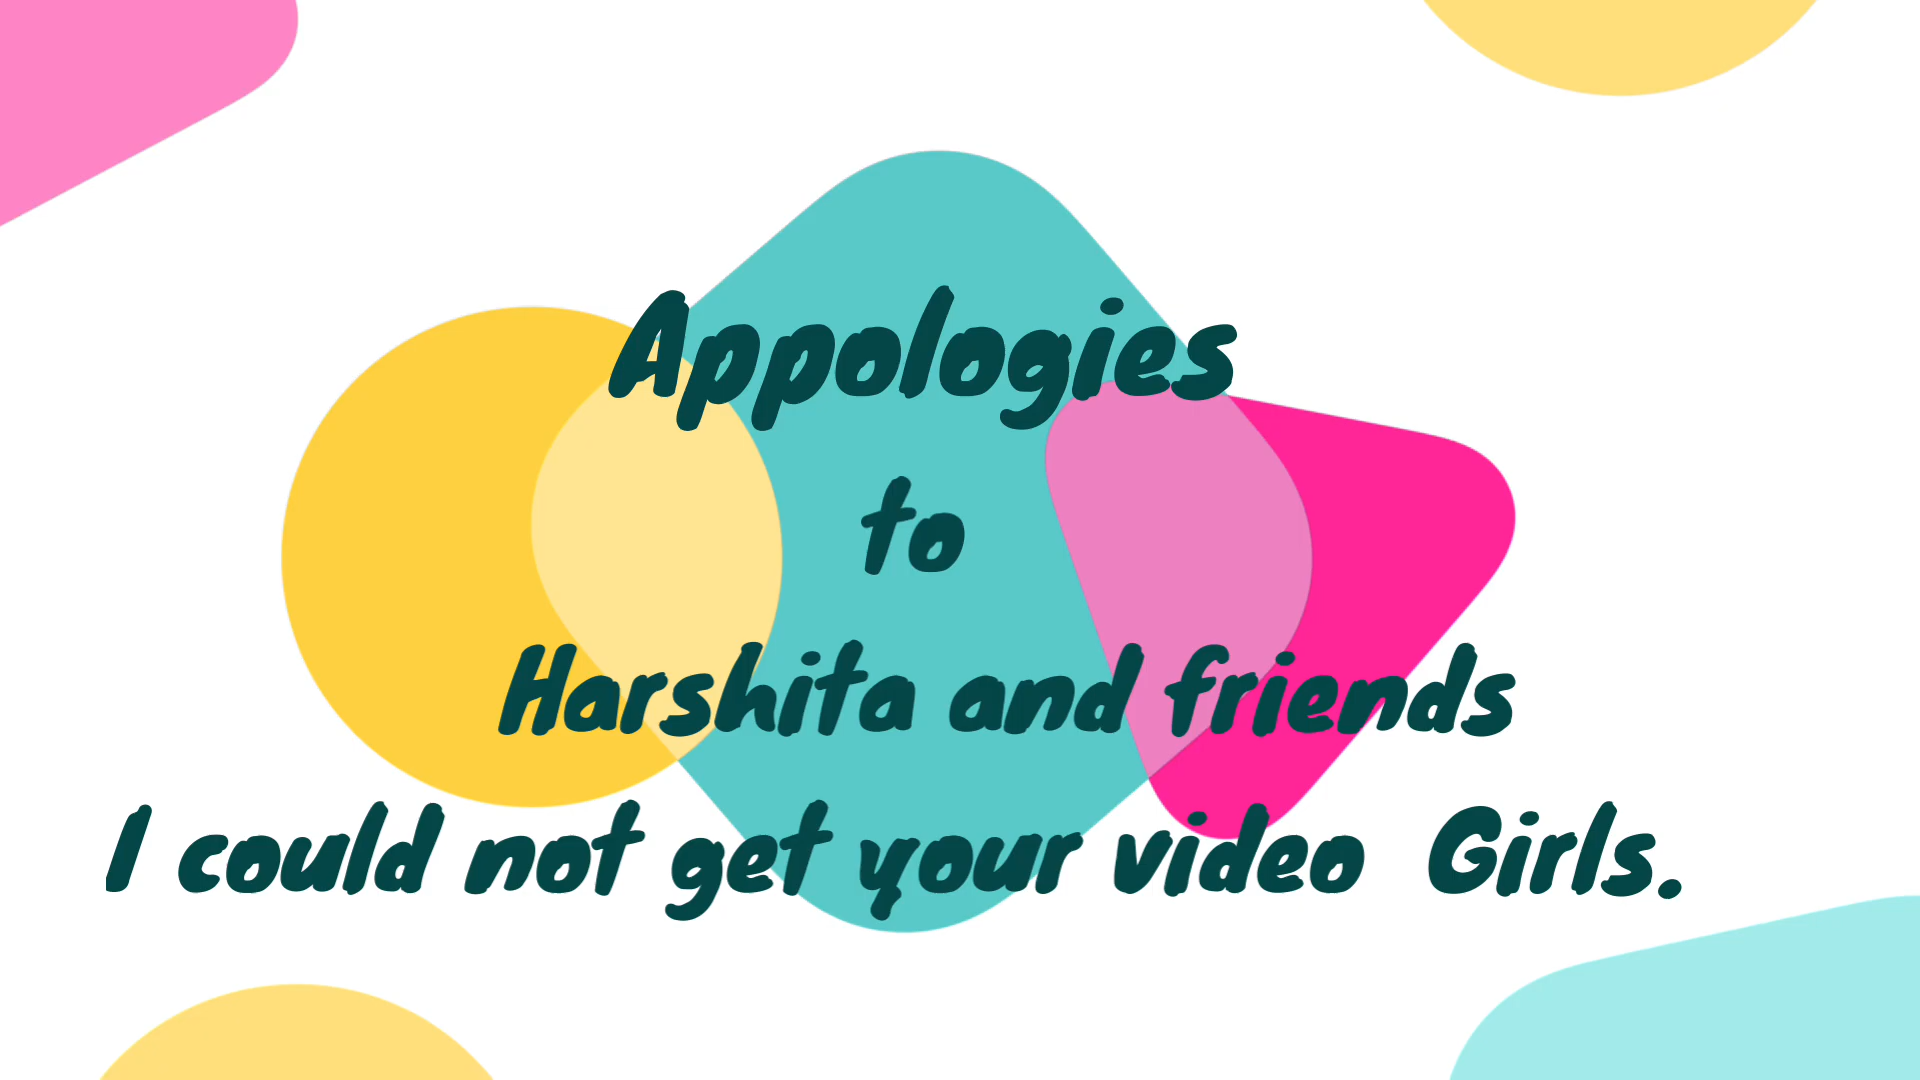 Appologies
to
Harshita and friends
I could not get your video Girls.